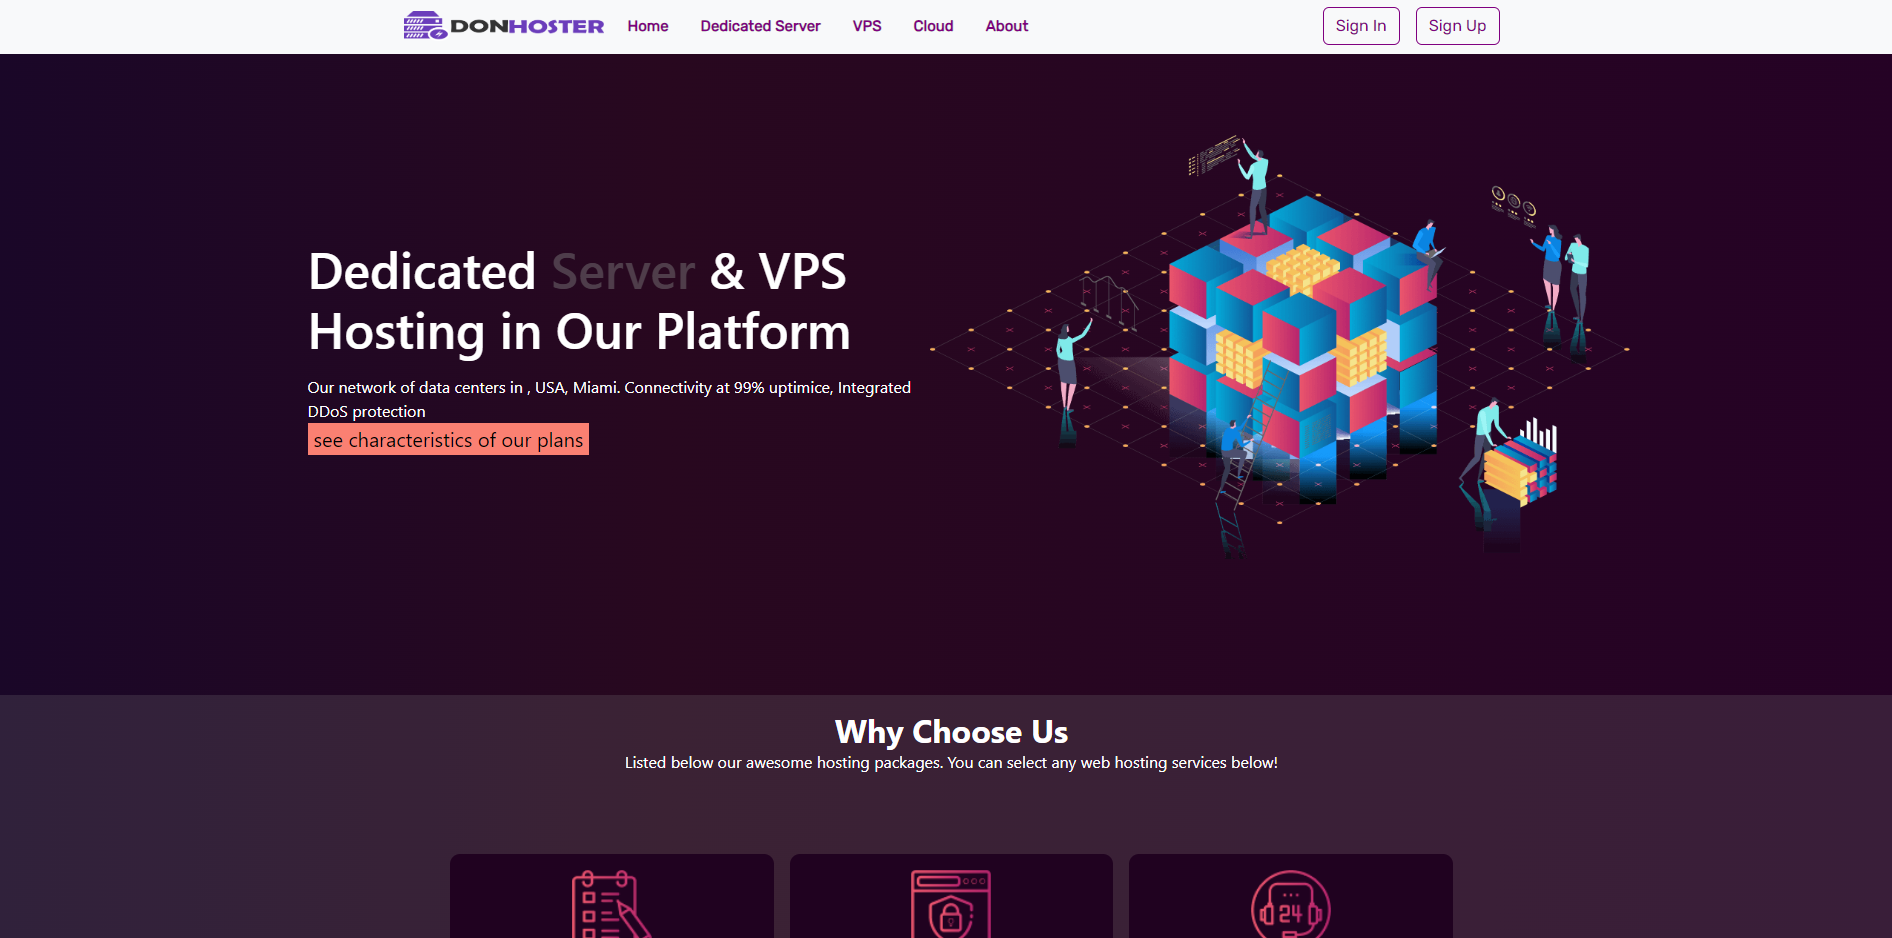 DONHOSTER
Home
Dedicated Server
VPS
Cloud
About
Sign In
Sign Up
Dedicated Server & VPS
Hosting in Our Platform
Our network of data centers in , USA, Miami. Connectivity at 99% uptimice, Integrated
DDoS protection
see characteristics of our plans
Why Choose Us
Listed below our awesome hosting packages. You can select any web hosting services below!
24